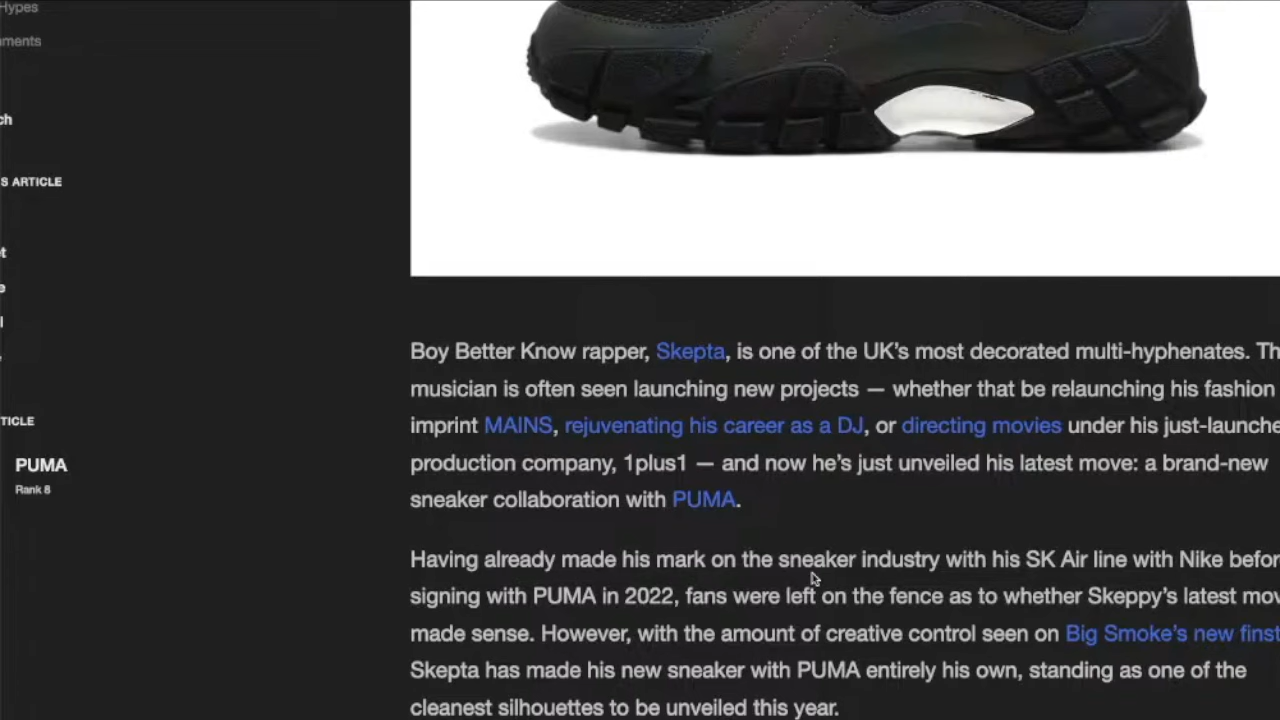 Hypes
ments
ch
S ARTICLE
et
e
l
TICLE
PUMA
Rank 8
Boy Better Know rapper, Skepta, is one of the UK's most decorated multi-hyphenates. Th
musician is often seen launching new projects — whether that be relaunching his fashion
imprint MAINS, rejuvenating his career as a DJ, or directing movies under his just-launche
production company, 1plus1 — and now he's just unveiled his latest move: a brand-new
sneaker collaboration with PUMA.
Having already made his mark on the sneaker industry with his SK Air line with Nike befor
signing with PUMA in 2022, fans were left on the fence as to whether Skeppy's latest mov
made sense. However, with the amount of creative control seen on Big Smoke's new finst
Skepta has made his new sneaker with PUMA entirely his own, standing as one of the
cleanest silhouettes to be unveiled this year.